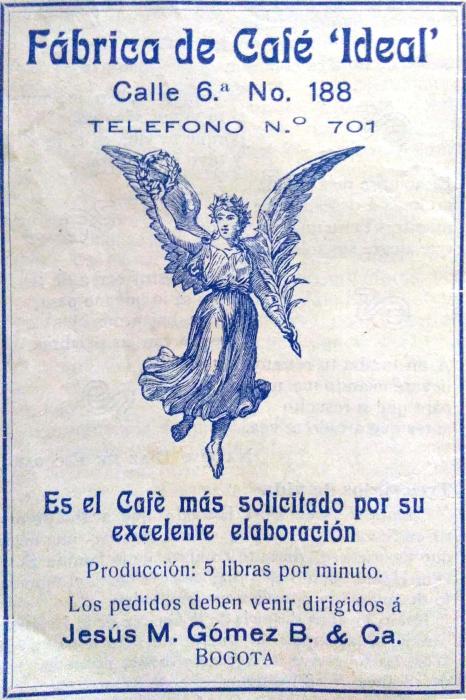 Fábrica de Café 'Ideal'
Calle 6.ª No. 188
TELEFONO N.º 701
Es el Cafè más solicitado por su
excelente elaboración
Producción: 5 libras por minuto.
Los pedidos deben venir dirigidos á
Jesús M. Gómez B. & Ca.
BOGOTA